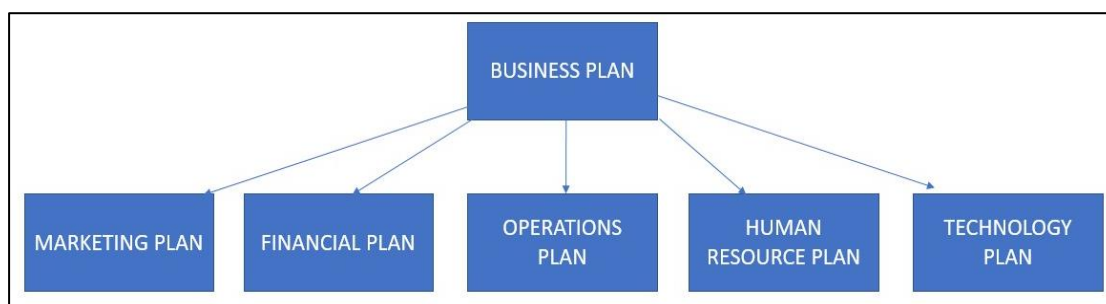 BUSINESS PLAN
MARKETING PLAN
FINANCIAL PLAN
OPERATIONS
PLAN
HUMAN
RESOURCE PLAN
TECHNOLOGY
PLAN